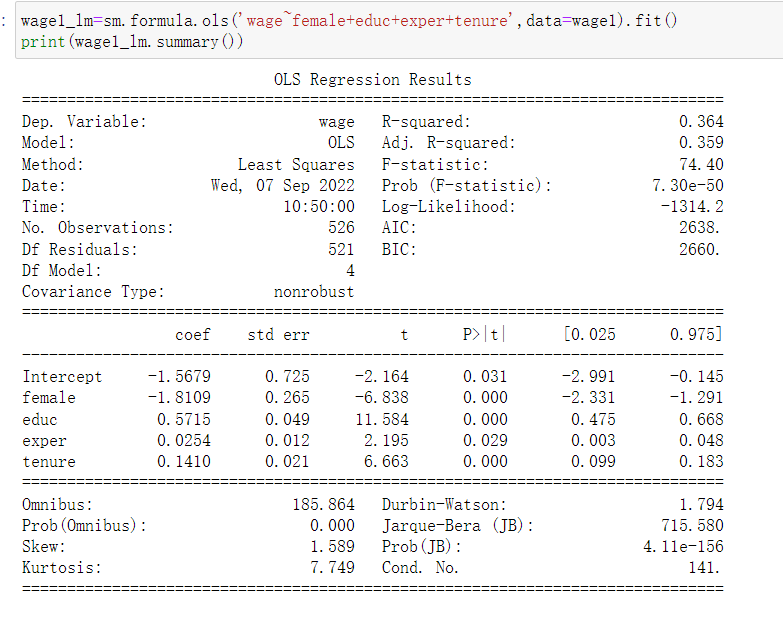 : wage1_lm=sm.formula.ols('wage~female+educ+exper+tenure',data=wage1).fit()
print(wage1_lm.summary())
OLS Regression Results
==============================================================================
Dep. Variable: wage R-squared: 0.364
Model: OLS Adj. R-squared: 0.359
Method: Least Squares F-statistic: 74.40
Date: Wed, 07 Sep 2022 Prob (F-statistic): 7.30e-50
Time: 10:50:00 Log-Likelihood: -1314.2
No. Observations: 526 AIC: 2638.
Df Residuals: 521 BIC: 2660.
Df Model: 4
Covariance Type: nonrobust
==============================================================================
coef std err t P>|t| [0.025 0.975]
------------------------------------------------------------------------------
Intercept -1.5679 0.725 -2.164 0.031 -2.991 -0.145
female -1.8109 0.265 -6.838 0.000 -2.331 -1.291
educ 0.5715 0.049 11.584 0.000 0.475 0.668
exper 0.0254 0.012 2.195 0.029 0.003 0.048
tenure 0.1410 0.021 6.663 0.000 0.099 0.183
==============================================================================
Omnibus: 185.864 Durbin-Watson: 1.794
Prob(Omnibus): 0.000 Jarque-Bera (JB): 715.580
Skew: 1.589 Prob(JB): 4.11e-156
Kurtosis: 7.749 Cond. No. 141.
==============================================================================